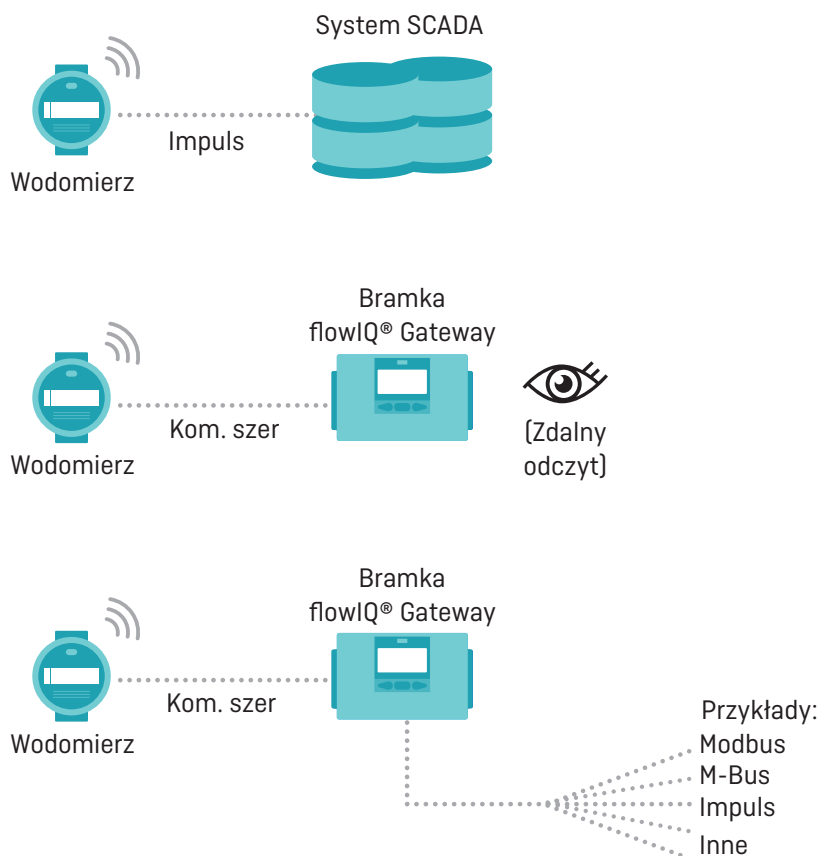 System SCADA
Impuls
Wodomierz
Bramka
flowIQ® Gateway
Kom. szer
Wodomierz
(Zdalny
odczyt)
Bramka
flowIQ® Gateway
Kom. szer
Wodomierz
Przykłady:
Modbus
M-Bus
Impuls
Inne